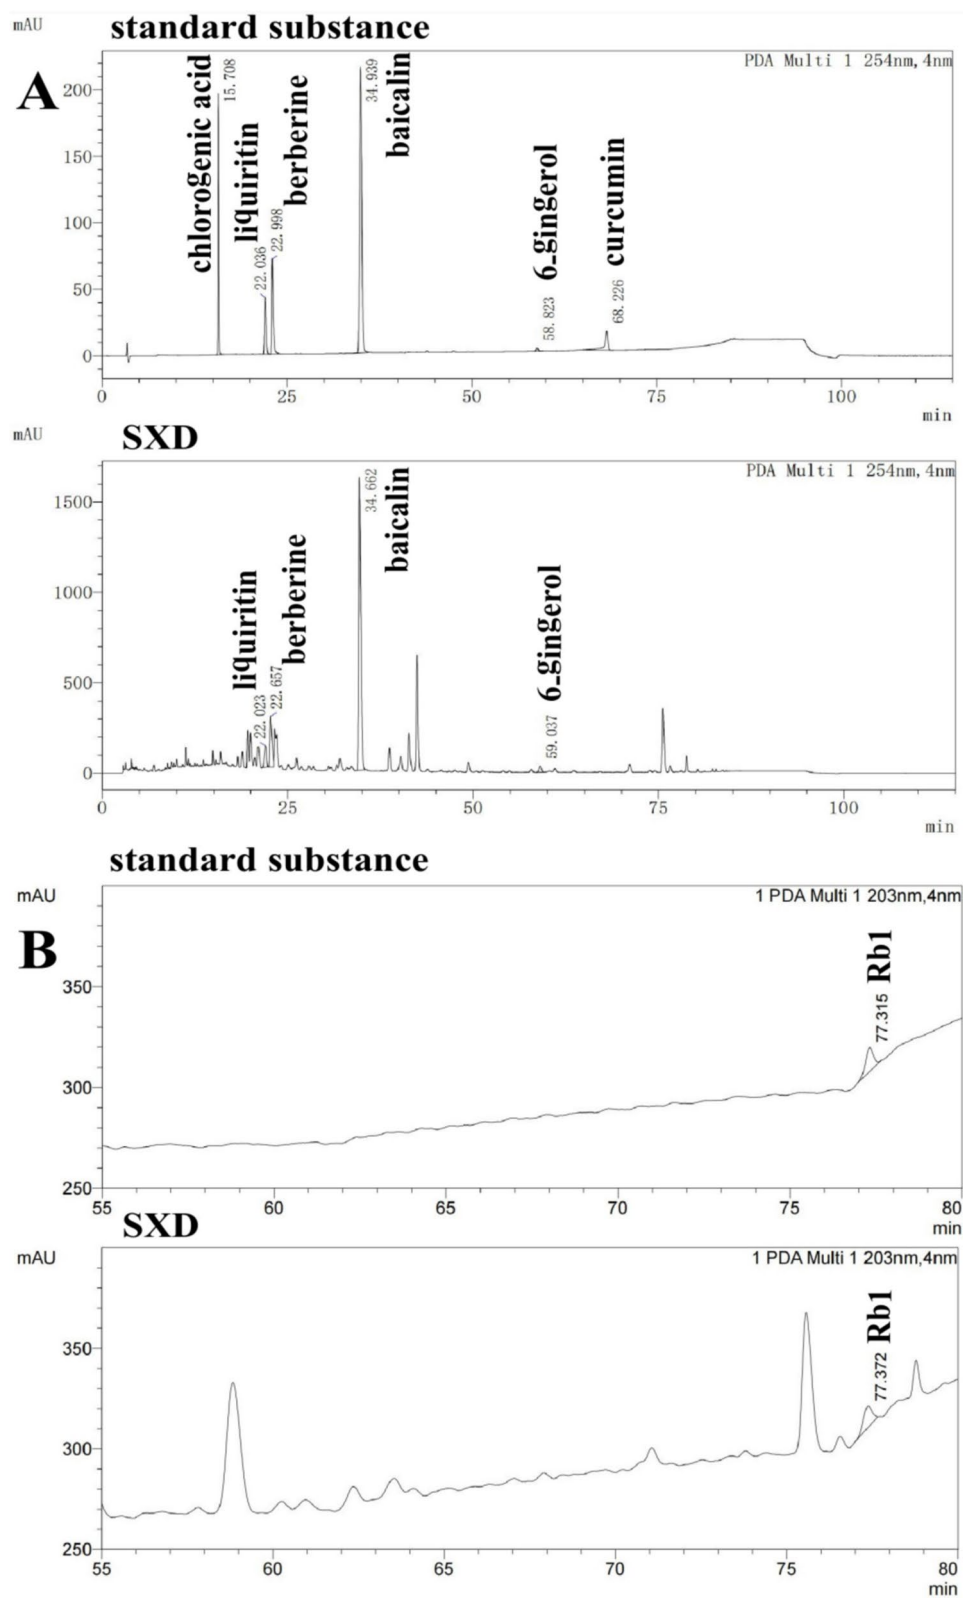 standard substance
mAU
A
PDA Multi 1 254nm,4nm
chlorogenic acid
15.708
liquiritin
22.036
berberine
22.998
34.939
baicalin
58.823
6-gingerol
68.226
curcumin
200
150
100
50
0
0 25 50 75 100
min
mAU
SXD
PDA Multi 1 254nm,4nm
liquiritin
22.023
berberine
22.657
34.662
baicalin
59.037
6-gingerol
1500
1000
500
0
0 25 50 75 100
min
standard substance
mAU
B
1 PDA Multi 1 203nm,4nm
77.315
Rb1
350
300
250
55 60 65 70 75 80
min
SXD
mAU
1 PDA Multi 1 203nm,4nm
77.372
Rb1
350
300
250
55 60 65 70 75 80
min